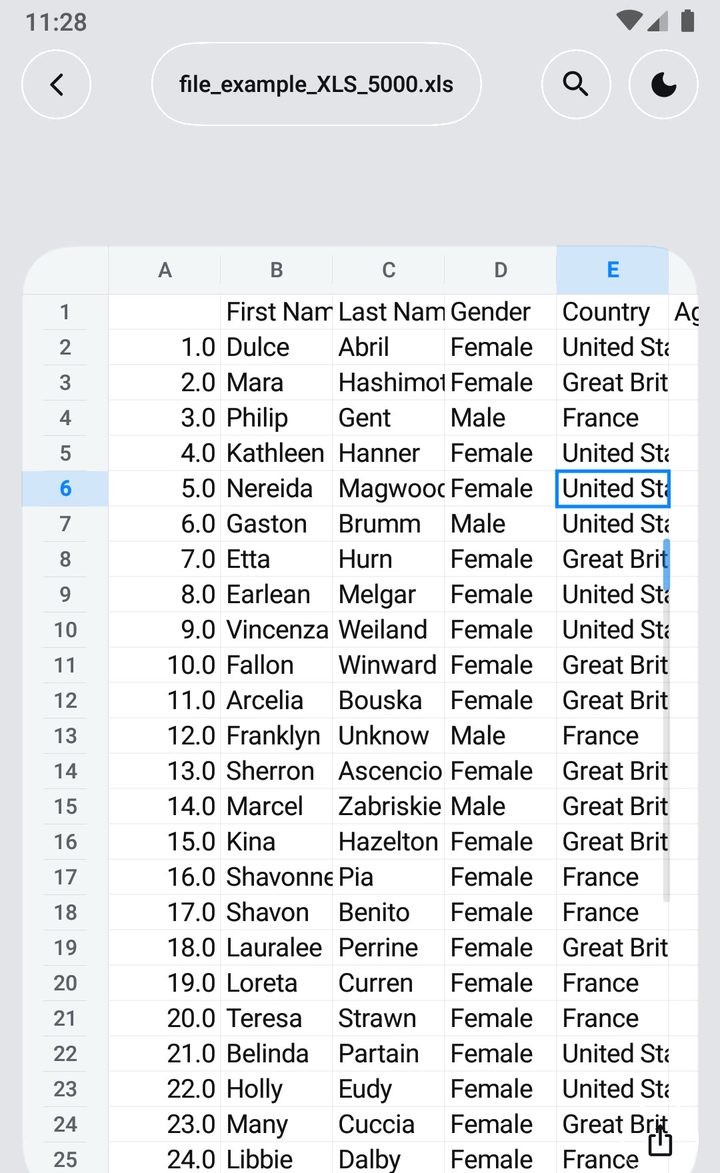 11:28
file_example_XLS_5000.xls
A B C D E
1 First Nam Last Nam Gender Country Ag
2 1.0 Dulce Abril Female United Sta
3 2.0 Mara Hashimot Female Great Brit
4 3.0 Philip Gent Male France
5 4.0 Kathleen Hanner Female United Sta
6 5.0 Nereida Magwood Female United Sta
7 6.0 Gaston Brumm Male United Sta
8 7.0 Etta Hurn Female Great Brit
9 8.0 Earlean Melgar Female United Sta
10 9.0 Vincenza Weiland Female United Sta
11 10.0 Fallon Winward Female Great Brit
12 11.0 Arcelia Bouska Female Great Brit
13 12.0 Franklyn Unknow Male France
14 13.0 Sherron Ascencio Female Great Brit
15 14.0 Marcel Zabriskie Male Great Brit
16 15.0 Kina Hazelton Female Great Brit
17 16.0 Shavonne Pia Female France
18 17.0 Shavon Benito Female France
19 18.0 Lauralee Perrine Female Great Brit
20 19.0 Loreta Curren Female France
21 20.0 Teresa Strawn Female France
22 21.0 Belinda Partain Female United Sta
23 22.0 Holly Eudy Female United Sta
24 23.0 Many Cuccia Female Great Brit
25 24.0 Libbie Dalby Female France